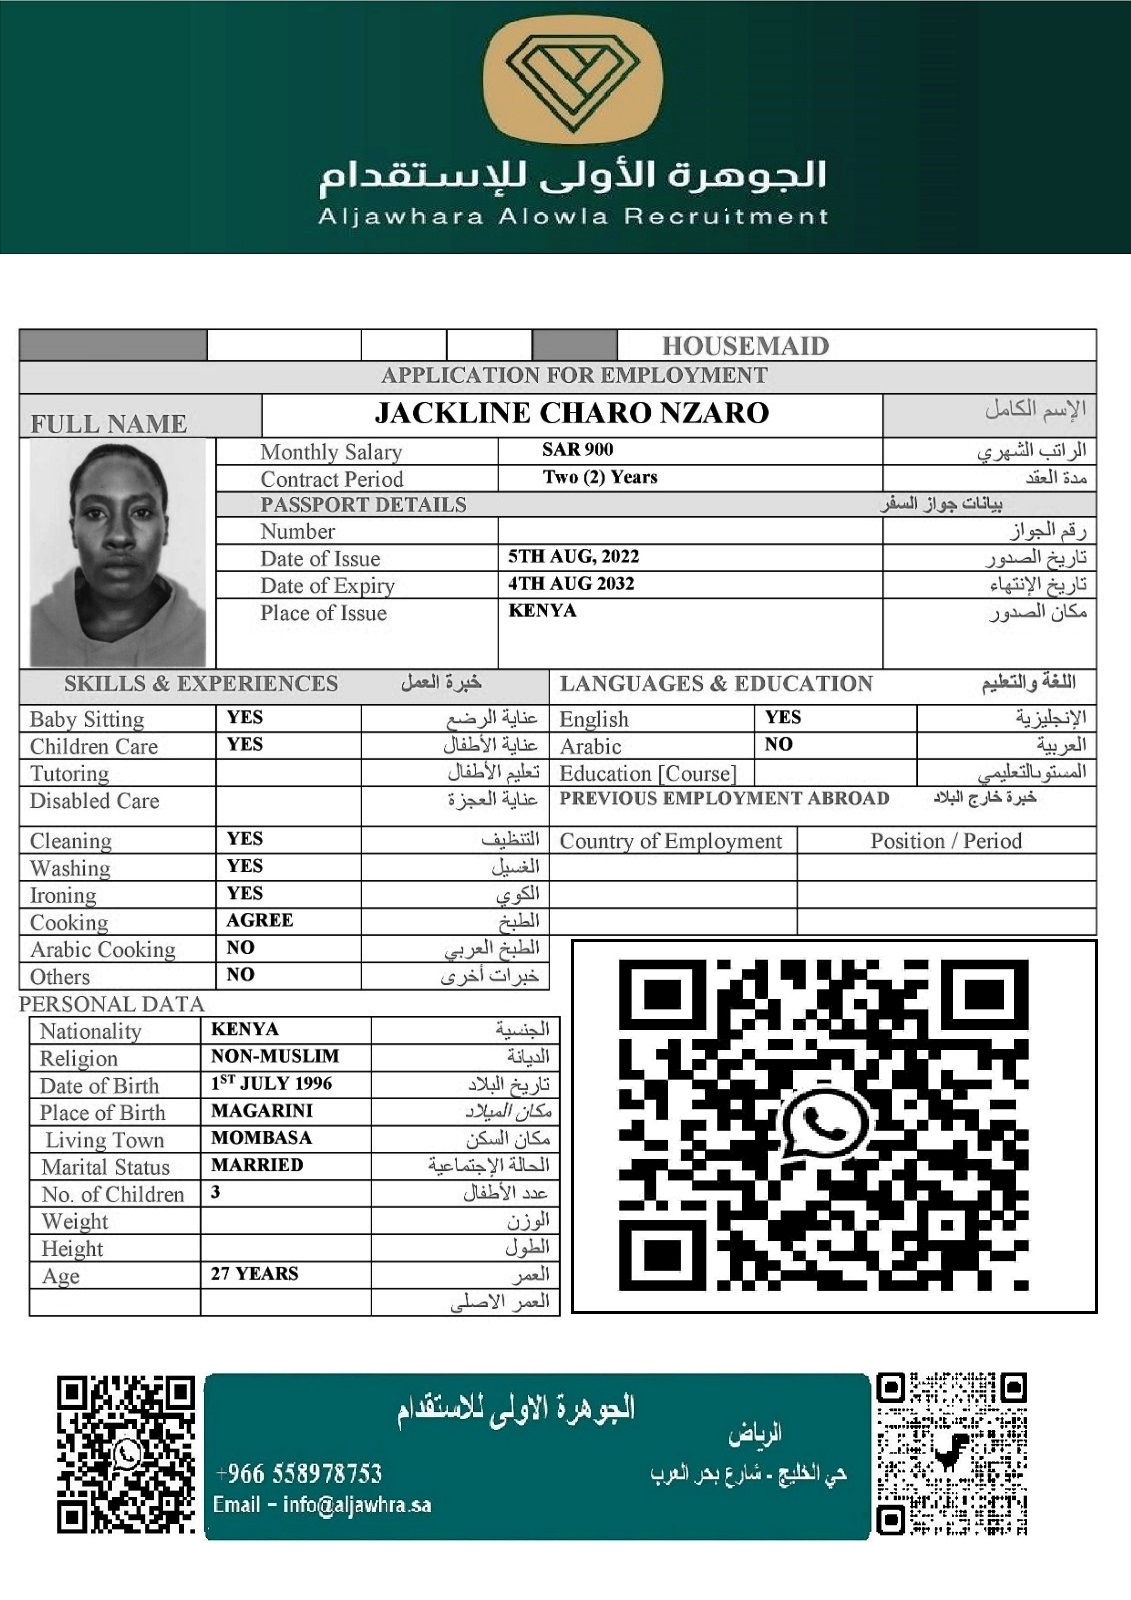 الجوهرة الأولى للإستقدام
Aljawhara Alowla Recruitment
HOUSEMAID
APPLICATION FOR EMPLOYMENT
FULL NAME JACKLINE CHARO NZARO الإسم الكامل
Monthly Salary SAR 900 الراتب الشهري
Contract Period Two (2) Years مدة العقد
PASSPORT DETAILS بيانات جواز السفر
Number رقم الجواز
Date of Issue 5TH AUG, 2022 تاريخ الصدور
Date of Expiry 4TH AUG 2032 تاريخ الإنتهاء
Place of Issue KENYA مكان الصدور
SKILLS & EXPERIENCES خبرة العمل
Baby Sitting YES عناية الرضع
Children Care YES عناية الأطفال
Tutoring تعليم الأطفال
Disabled Care عناية العجزة
Cleaning YES التنظيف
Washing YES الغسيل
Ironing YES الكوي
Cooking AGREE الطبخ
Arabic Cooking NO الطبخ العربي
Others NO خبرات أخرى
LANGUAGES & EDUCATION اللغة والتعليم
English YES الإنجليزية
Arabic NO العربية
Education [Course] المستوىالتعليمي
PREVIOUS EMPLOYMENT ABROAD خبرة خارج البلاد
Country of Employment Position / Period
PERSONAL DATA
Nationality KENYA الجنسية
Religion NON-MUSLIM الديانة
Date of Birth 1ST JULY 1996 تاريخ البلاد
Place of Birth MAGARINI مكان الميلاد
Living Town MOMBASA مكان السكن
Marital Status MARRIED الحالة الإجتماعية
No. of Children 3 عدد الأطفال
Weight الوزن
Height الطول
Age 27 YEARS العمر
العمر الاصلي
الجوهرة الاولى للاستقدام
الرياض
+966 558978753 حي الخليج - شارع بحر العرب
Email - info@aljawhra.sa